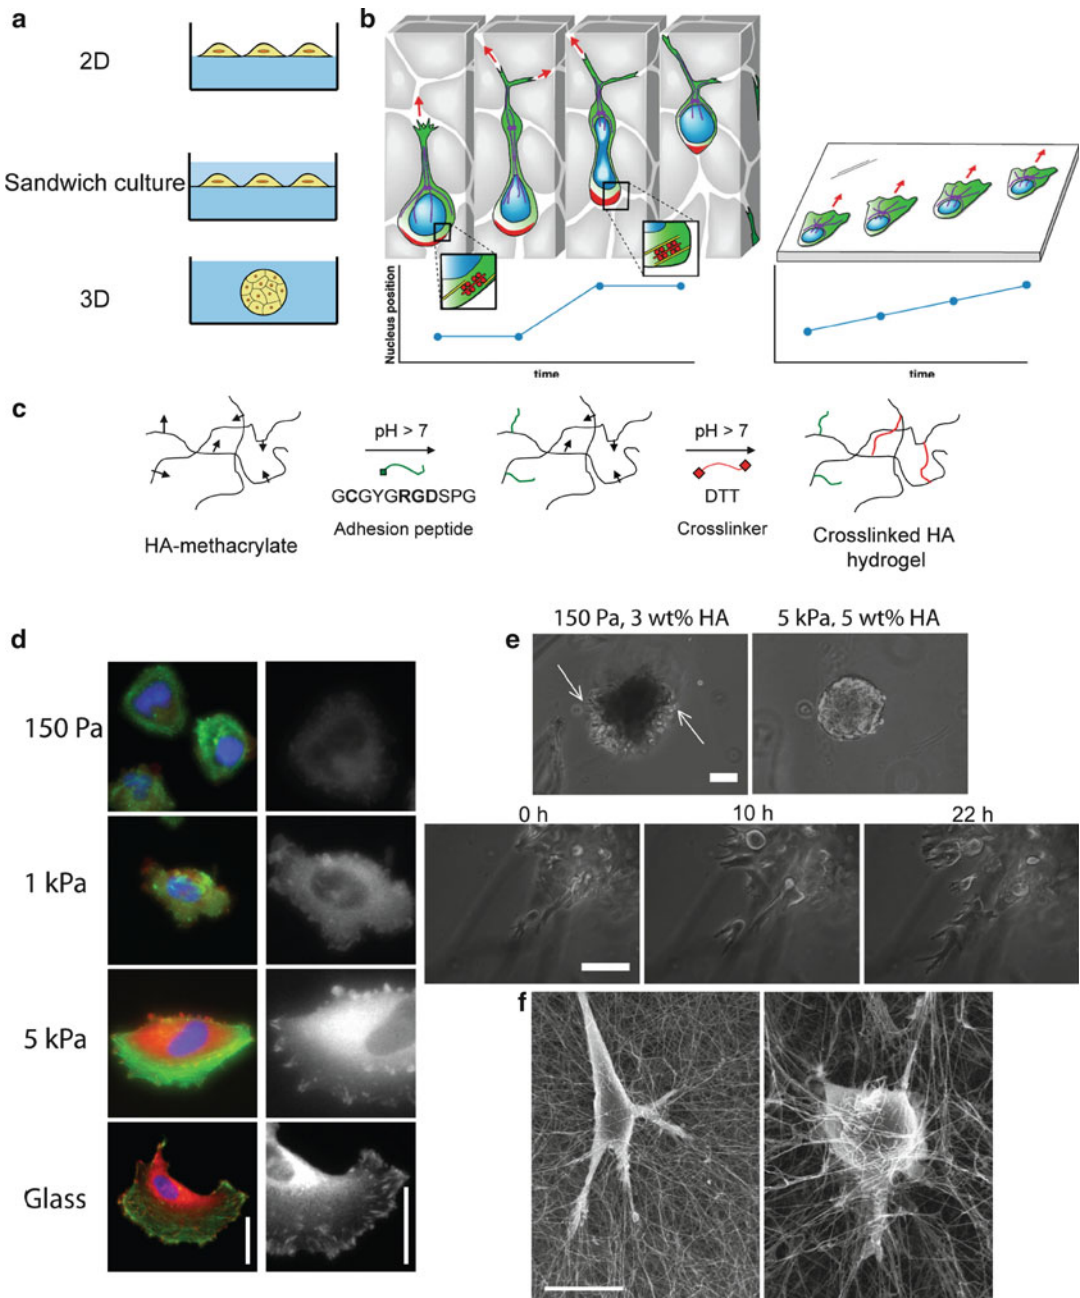 a
2D
Sandwich culture
3D
b
Nucleus position
time
time
c
HA-methacrylate
pH > 7
GCGYGRGDSPG
Adhesion peptide
pH > 7
DTT
Crosslinker
Crosslinked HA
hydrogel
d
150 Pa
1 kPa
5 kPa
Glass
e
150 Pa, 3 wt% HA
5 kPa, 5 wt% HA
0 h
10 h
22 h
f